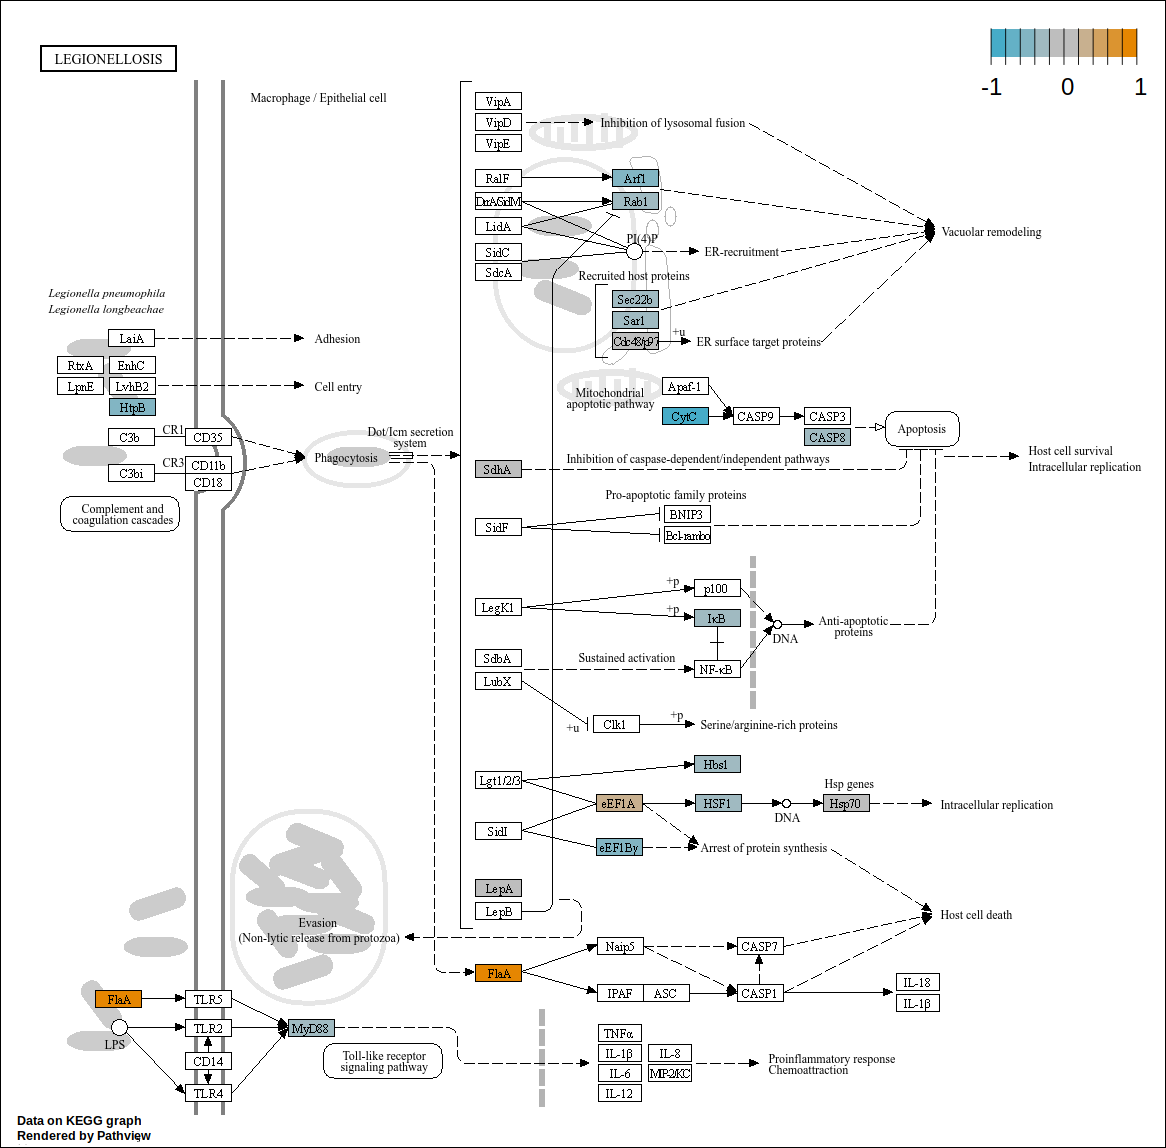 LEGIONELLOSIS
-1 0 1
Macrophage / Epithelial cell
VipA
VipD
Inhibition of lysosomal fusion
VipE
RalF
Arf1
DrrA/SidM
Rab1
LidA
PI(4)P
Vacuolar remodeling
SidC
ER-recruitment
SdcA
Recruited host proteins
Sec22b
Sar1
Cdc48/p97
+u
ER surface target proteins
Legionella pneumophila
Legionella longbeachae
LaiA
Adhesion
RtxA
EnhC
LpnE
LvhB2
Cell entry
HtpB
C3b
CR1
CD35
C3bi
CR3
CD11b
CD18
Phagocytosis
Dot/Icm secretion
system
Complement and
coagulation cascades
Mitochondrial
apoptotic pathway
Apaf-1
CytC
CASP9
CASP3
CASP8
Apoptosis
SdhA
Inhibition of caspase-dependent/independent pathways
Host cell survival
Intracellular replication
Pro-apoptotic family proteins
SidF
BNIP3
Bcl-rambo
LegK1
+p
p100
+p
IκB
DNA
Anti-apoptotic
proteins
SdbA
Sustained activation
NF-κB
LubX
+u
Clk1
+p
Serine/arginine-rich proteins
Lgt1/2/3
Hbs1
Hsp genes
eEF1A
HSF1
DNA
Hsp70
Intracellular replication
SidI
eEF1By
Arrest of protein synthesis
LepA
LepB
Host cell death
Evasion
(Non-lytic release from protozoa)
FlaA
Naip5
CASP7
IPAF
ASC
CASP1
IL-18
IL-1β
FlaA
TLR5
LPS
TLR2
MyD88
CD14
TLR4
Toll-like receptor
signaling pathway
TNFα
IL-1β
IL-8
IL-6
MIP2/KC
IL-12
Proinflammatory response
Chemoattraction
Data on KEGG graph
Rendered by Pathview